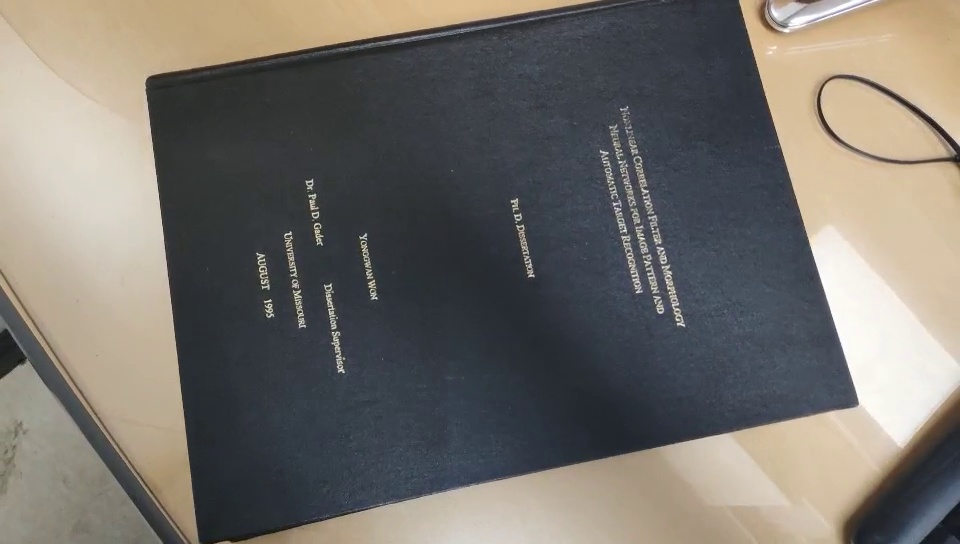 NONLINEAR CORRELATION FILTER AND MORPHOLOGY
NEURAL NETWORKS FOR IMAGE PATTERN AND
AUTOMATIC TARGET RECOGNITION
PH. D. DISSERTATION
YONGGWAN WON
Dr. Paul D. Gader Dissertation Supervisor
UNIVERSITY OF MISSOURI
AUGUST 1995